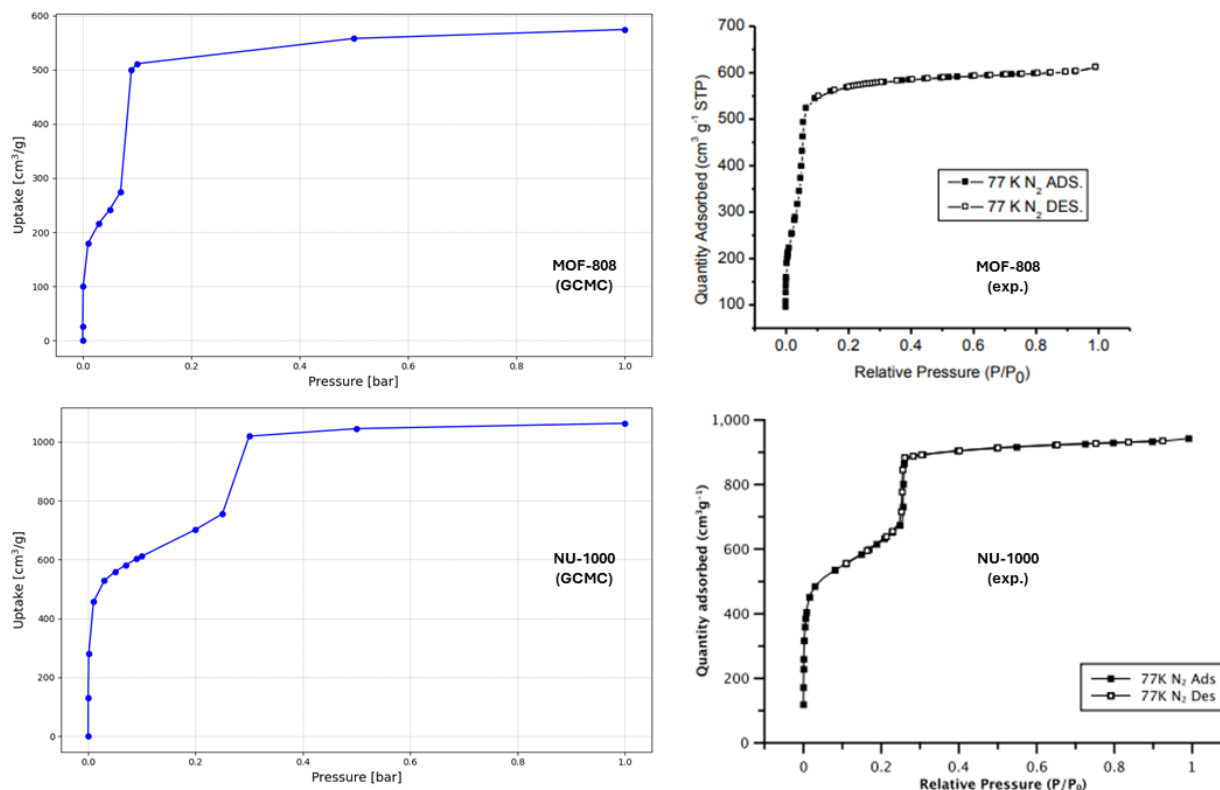 600
500
400
300
200
100
0
Uptake [cm³/g]
MOF-808
(GCMC)
0.0 0.2 0.4 0.6 0.8 1.0
Pressure [bar]
700
600
500
400
300
200
100
Quantity Adsorbed (cm³ g⁻¹ STP)
77 K N₂ ADS.
77 K N₂ DES.
MOF-808
(exp.)
0.0 0.2 0.4 0.6 0.8 1.0
Relative Pressure (P/P₀)
1000
800
600
400
200
0
Uptake [cm³/g]
NU-1000
(GCMC)
0.0 0.2 0.4 0.6 0.8 1.0
Pressure [bar]
1,000
800
600
400
200
0
Quantity adsorbed (cm³g⁻¹)
NU-1000
(exp.)
77K N₂ Ads
77K N₂ Des
0 0.2 0.4 0.6 0.8 1
Relative Pressure (P/P₀)